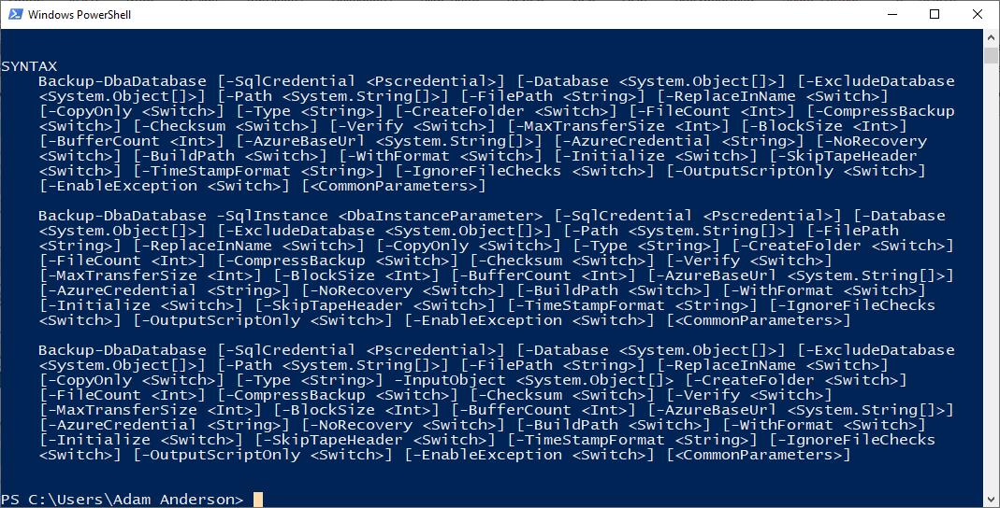 Windows PowerShell
SYNTAX
Backup-DbaDatabase [-SqlCredential <Pscredential>] [-Database <System.Object[]>] [-ExcludeDatabase
<System.Object[]>] [-Path <System.String[]>] [-FilePath <String>] [-ReplaceInName <Switch>]
[-CopyOnly <Switch>] [-Type <String>] [-CreateFolder <Switch>] [-FileCount <Int>] [-CompressBackup
<Switch>] [-Checksum <Switch>] [-Verify <Switch>] [-MaxTransferSize <Int>] [-BlockSize <Int>]
[-BufferCount <Int>] [-AzureBaseUrl <System.String[]>] [-AzureCredential <String>] [-NoRecovery
<Switch>] [-BuildPath <Switch>] [-WithFormat <Switch>] [-Initialize <Switch>] [-SkipTapeHeader
<Switch>] [-TimeStampFormat <String>] [-IgnoreFileChecks <Switch>] [-OutputScriptOnly <Switch>]
[-EnableException <Switch>] [<CommonParameters>]
Backup-DbaDatabase -SqlInstance <DbaInstanceParameter> [-SqlCredential <Pscredential>] [-Database
<System.Object[]>] [-ExcludeDatabase <System.Object[]>] [-Path <System.String[]>] [-FilePath
<String>] [-ReplaceInName <Switch>] [-CopyOnly <Switch>] [-Type <String>] [-CreateFolder <Switch>]
[-FileCount <Int>] [-CompressBackup <Switch>] [-Checksum <Switch>] [-Verify <Switch>]
[-MaxTransferSize <Int>] [-BlockSize <Int>] [-BufferCount <Int>] [-AzureBaseUrl <System.String[]>]
[-AzureCredential <String>] [-NoRecovery <Switch>] [-BuildPath <Switch>] [-WithFormat <Switch>]
[-Initialize <Switch>] [-SkipTapeHeader <Switch>] [-TimeStampFormat <String>] [-IgnoreFileChecks
<Switch>] [-OutputScriptOnly <Switch>] [-EnableException <Switch>] [<CommonParameters>]
Backup-DbaDatabase [-SqlCredential <Pscredential>] [-Database <System.Object[]>] [-ExcludeDatabase
<System.Object[]>] [-Path <System.String[]>] [-FilePath <String>] [-ReplaceInName <Switch>]
[-CopyOnly <Switch>] [-Type <String>] -InputObject <System.Object[]> [-CreateFolder <Switch>]
[-FileCount <Int>] [-CompressBackup <Switch>] [-Checksum <Switch>] [-Verify <Switch>]
[-MaxTransferSize <Int>] [-BlockSize <Int>] [-BufferCount <Int>] [-AzureBaseUrl <System.String[]>]
[-AzureCredential <String>] [-NoRecovery <Switch>] [-BuildPath <Switch>] [-WithFormat <Switch>]
[-Initialize <Switch>] [-SkipTapeHeader <Switch>] [-TimeStampFormat <String>] [-IgnoreFileChecks
<Switch>] [-OutputScriptOnly <Switch>] [-EnableException <Switch>] [<CommonParameters>]
PS C:\Users\Adam Anderson>